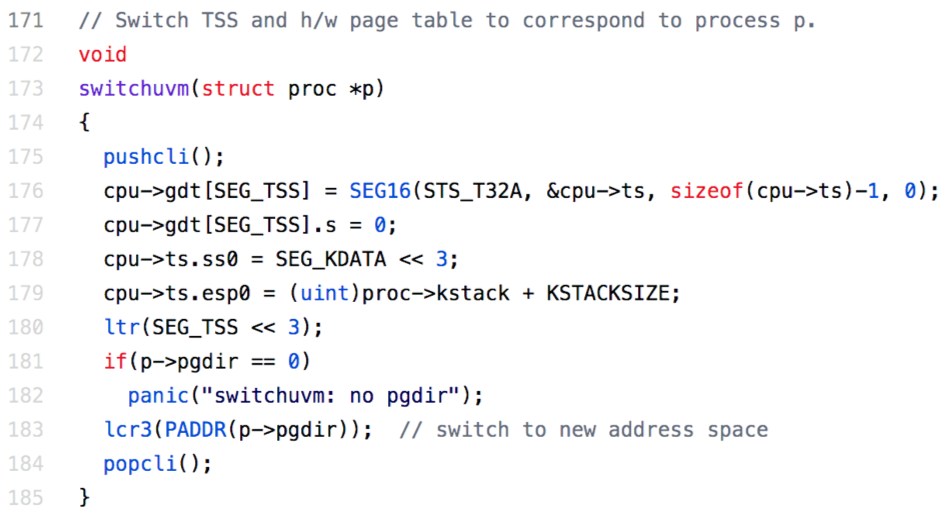 171 // Switch TSS and h/w page table to correspond to process p.
172 void
173 switchuvm(struct proc *p)
174 {
175   pushcli();
176   cpu->gdt[SEG_TSS] = SEG16(STS_T32A, &cpu->ts, sizeof(cpu->ts)-1, 0);
177   cpu->gdt[SEG_TSS].s = 0;
178   cpu->ts.ss0 = SEG_KDATA << 3;
179   cpu->ts.esp0 = (uint)proc->kstack + KSTACKSIZE;
180   ltr(SEG_TSS << 3);
181   if(p->pgdir == 0)
182     panic("switchuvm: no pgdir");
183   lcr3(PADDR(p->pgdir));  // switch to new address space
184   popcli();
185 }